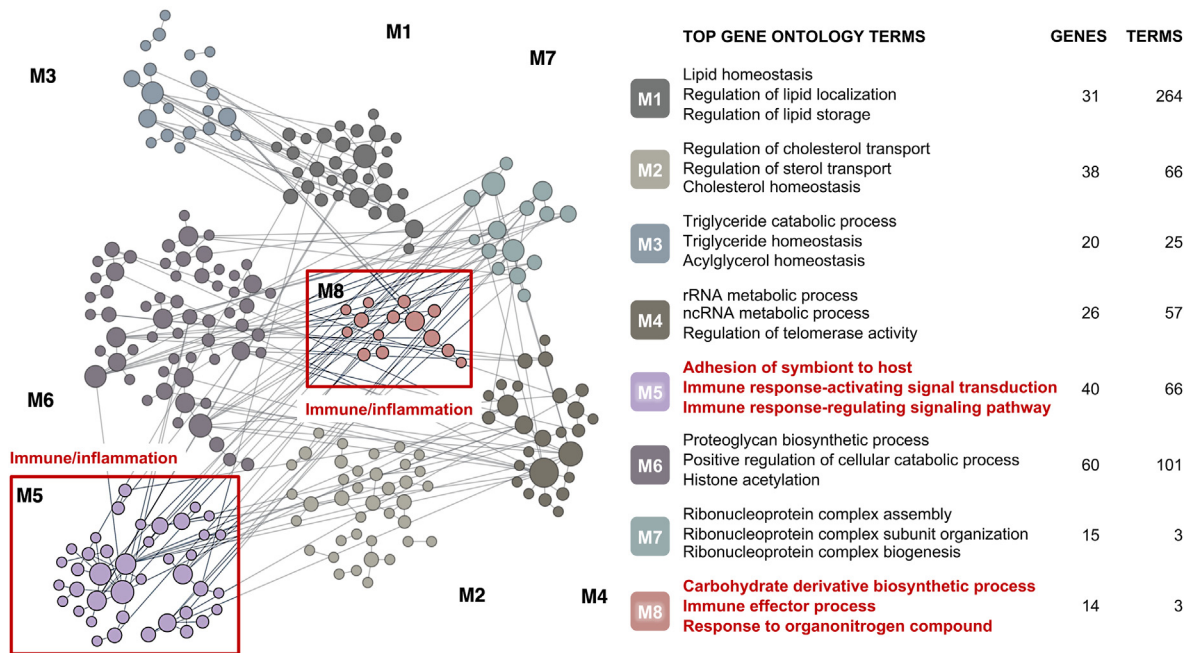 M1
M7
M3
M8
M6
Immune/inflammation
Immune/inflammation
M5
M2
M4
TOP GENE ONTOLOGY TERMS GENES TERMS
Lipid homeostasis
M1 Regulation of lipid localization 31 264
Regulation of lipid storage
Regulation of cholesterol transport
M2 Regulation of sterol transport 38 66
Cholesterol homeostasis
Triglyceride catabolic process
M3 Triglyceride homeostasis 20 25
Acylglycerol homeostasis
rRNA metabolic process
M4 ncRNA metabolic process 26 57
Regulation of telomerase activity
Adhesion of symbiont to host
M5 Immune response-activating signal transduction 40 66
Immune response-regulating signaling pathway
Proteoglycan biosynthetic process
M6 Positive regulation of cellular catabolic process 60 101
Histone acetylation
Ribonucleoprotein complex assembly
M7 Ribonucleoprotein complex subunit organization 15 3
Ribonucleoprotein complex biogenesis
Carbohydrate derivative biosynthetic process
M8 Immune effector process 14 3
Response to organonitrogen compound